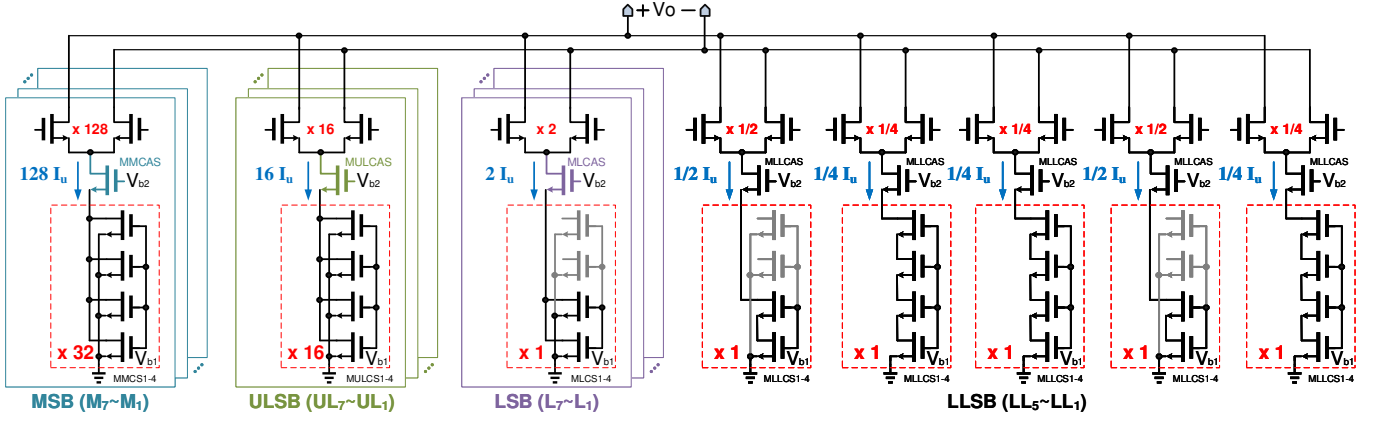 + Vo −
x 128
x 16
x 2
x 1/2
x 1/4
x 1/4
x 1/2
x 1/4
MMCAS
MULCAS
MLCAS
MLLCAS
MLLCAS
MLLCAS
MLLCAS
MLLCAS
128 Iu
16 Iu
2 Iu
1/2 Iu
1/4 Iu
1/4 Iu
1/2 Iu
1/4 Iu
Vb2
Vb2
Vb2
Vb2
Vb2
Vb2
Vb2
Vb2
x 32
x 16
x 1
x 1
x 1
x 1
x 1
x 1
Vb1
Vb1
Vb1
Vb1
Vb1
Vb1
Vb1
Vb1
MMCS1-4
MULCS1-4
MLCS1-4
MLLCS1-4
MLLCS1-4
MLLCS1-4
MLLCS1-4
MLLCS1-4
MSB (M7~M1)
ULSB (UL7~UL1)
LSB (L7~L1)
LLSB (LL5~LL1)